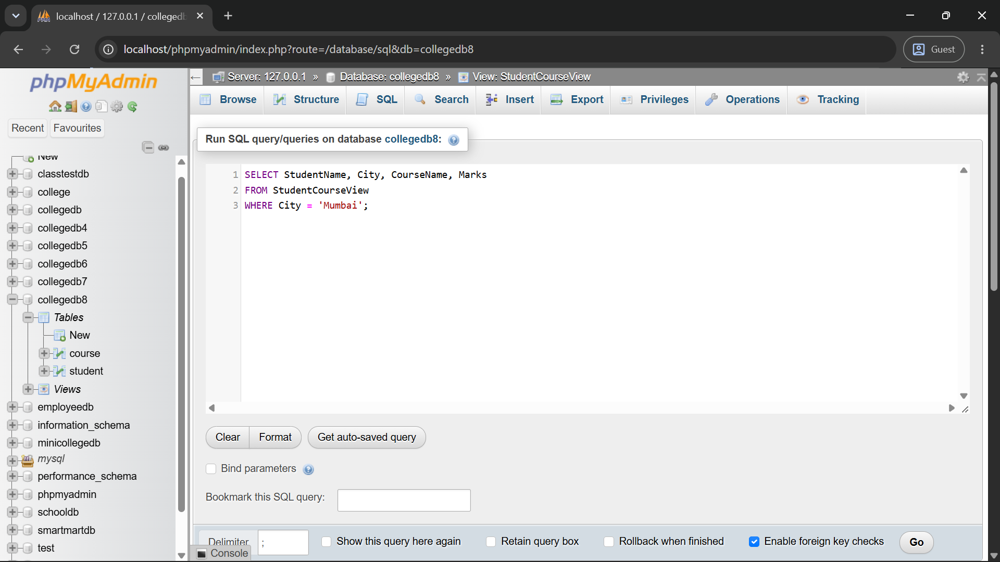 localhost / 127.0.0.1 / collegedb
localhost/phpmyadmin/index.php?route=/database/sql&db=collegedb8
Guest
phpMyAdmin
Recent
Favourites
New
classtestdb
college
collegedb
collegedb4
collegedb5
collegedb6
collegedb7
collegedb8
Tables
New
course
student
Views
employeedb
information_schema
minicollegedb
mysql
performance_schema
phpmyadmin
schooldb
smartmartdb
test
Server: 127.0.0.1 » Database: collegedb8 » View: StudentCourseView
Browse Structure SQL Search Insert Export Privileges Operations Tracking
Run SQL query/queries on database collegedb8:
1 SELECT StudentName, City, CourseName, Marks
2 FROM StudentCourseView
3 WHERE City = 'Mumbai';
Clear Format Get auto-saved query
Bind parameters
Bookmark this SQL query:
Delimiter ; Show this query here again Retain query box Rollback when finished Enable foreign key checks Go
Console